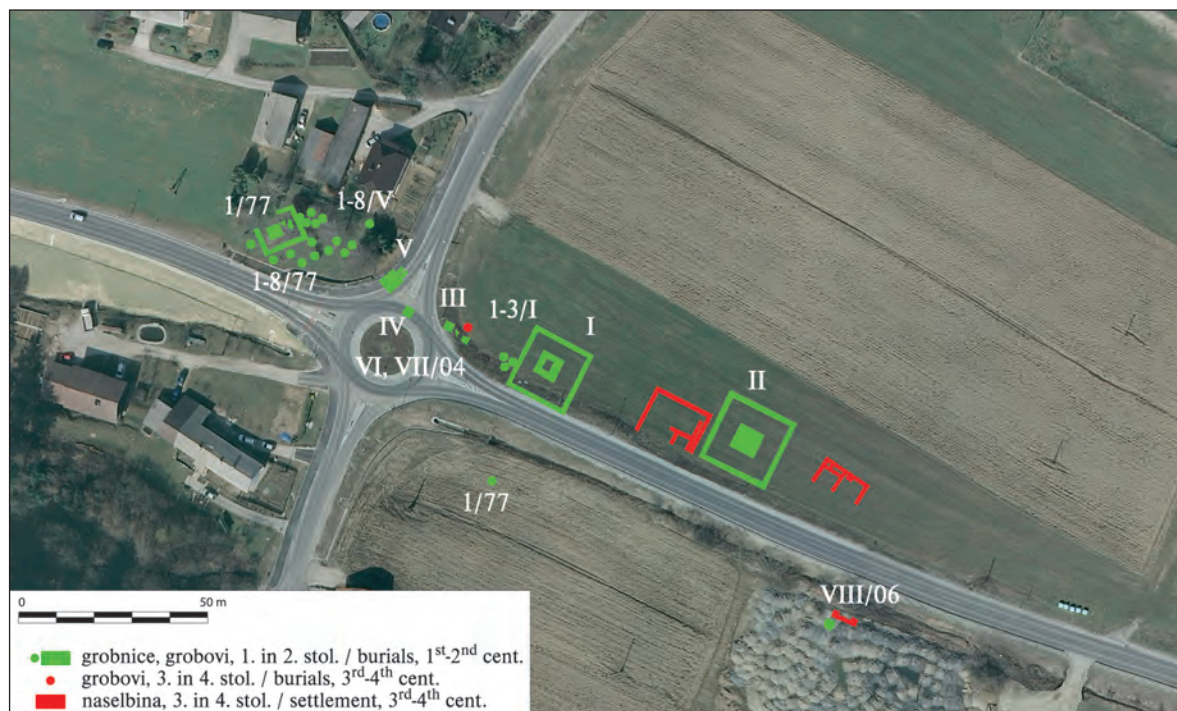 1/77
1-8/V
V
1-8/77
III
1-3/I
I
IV
VI, VII/04
II
1/77
VIII/06
0 50 m
grobnice, grobovi, 1. in 2. stol. / burials, 1st-2nd cent.
grobovi, 3. in 4. stol. / burials, 3rd-4th cent.
naselbina, 3. in 4. stol. / settlement, 3rd-4th cent.